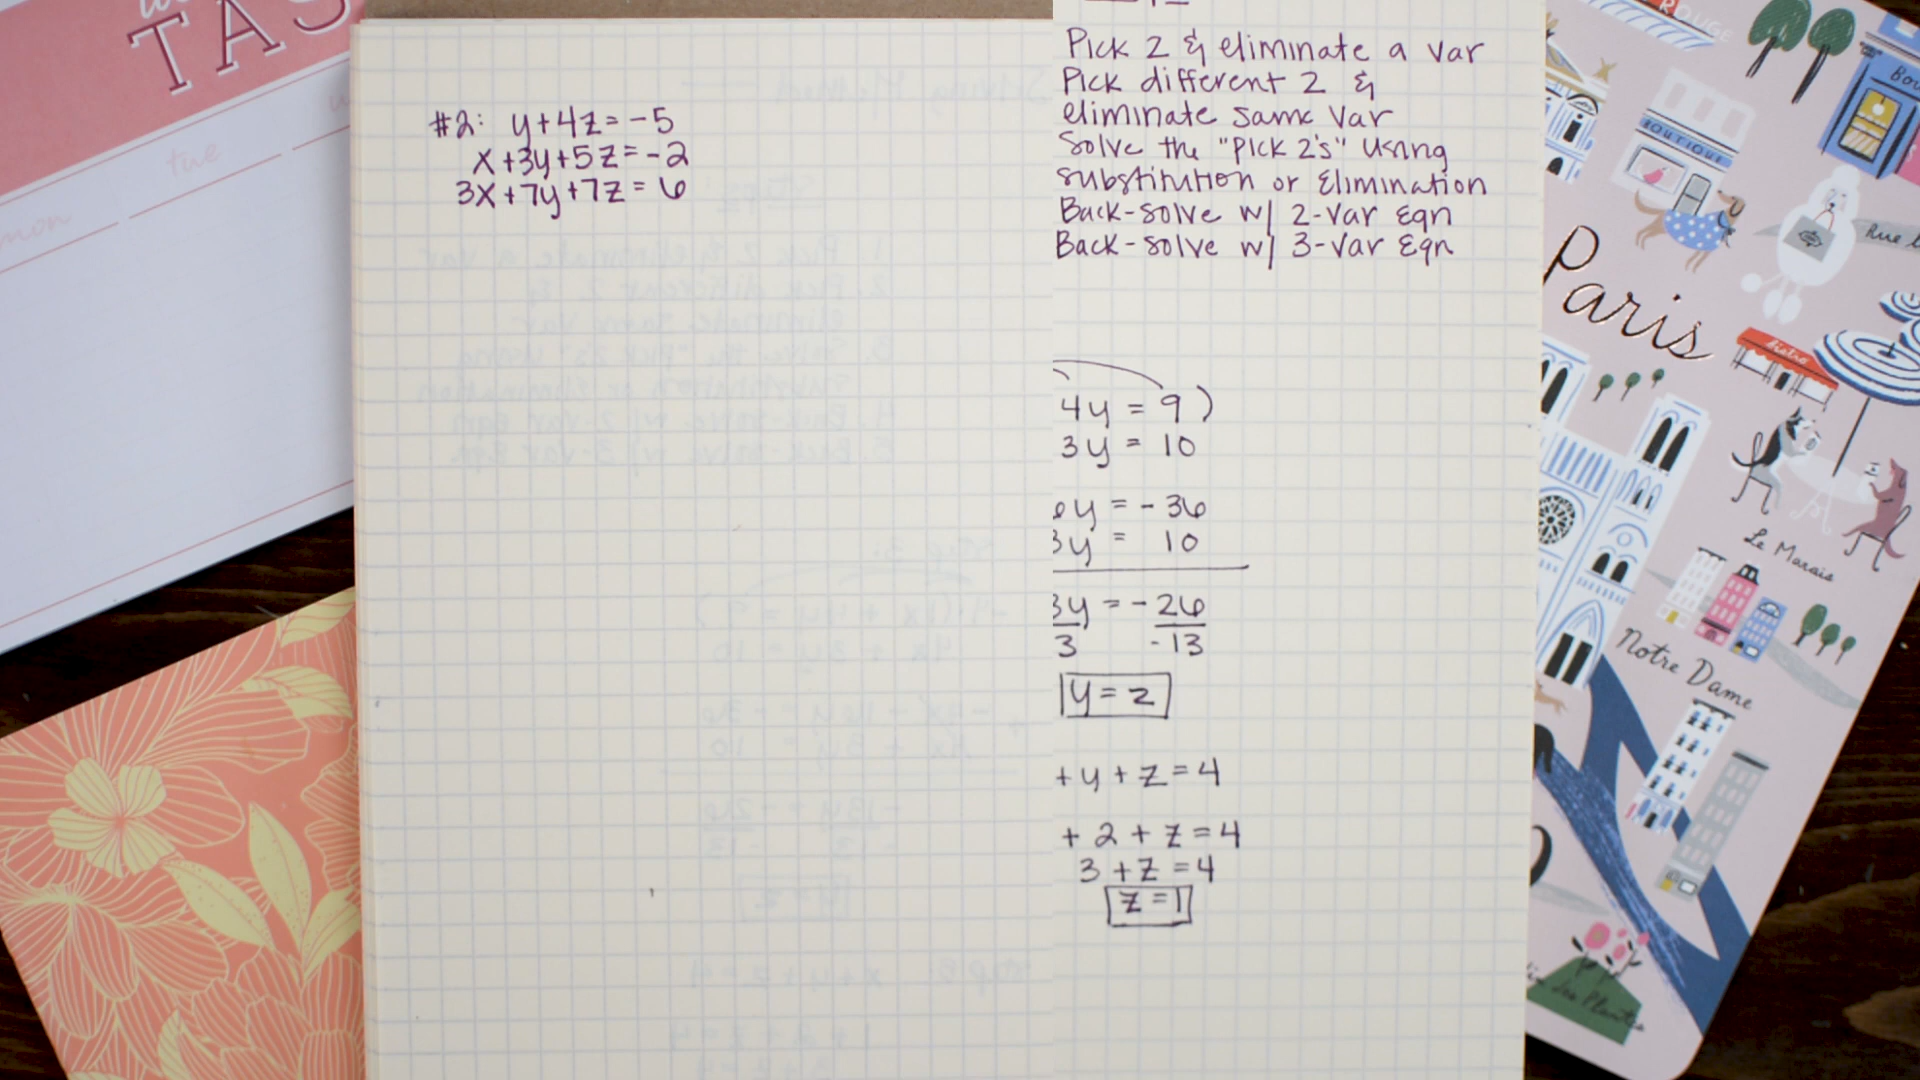 TAS
tue
mon
#2: y+4z=-5
x+3y+5z=-2
3x+7y+7z=6
Pick 2 & eliminate a var
Pick different 2 &
eliminate same var
Solve the "pick 2's" using
substitution or Elimination
Back-solve w/ 2-var Eqn
Back-solve w/ 3-var Eqn
4y = 9)
3y = 10
y = -36
3y = 10
3y = -26
3 -13
y = 2
+y+z=4
+2+z=4
3+z=4
z=1
ROUGE
BOUTIQUE
Rue
Paris
Bistro
Le Marais
Notre Dame